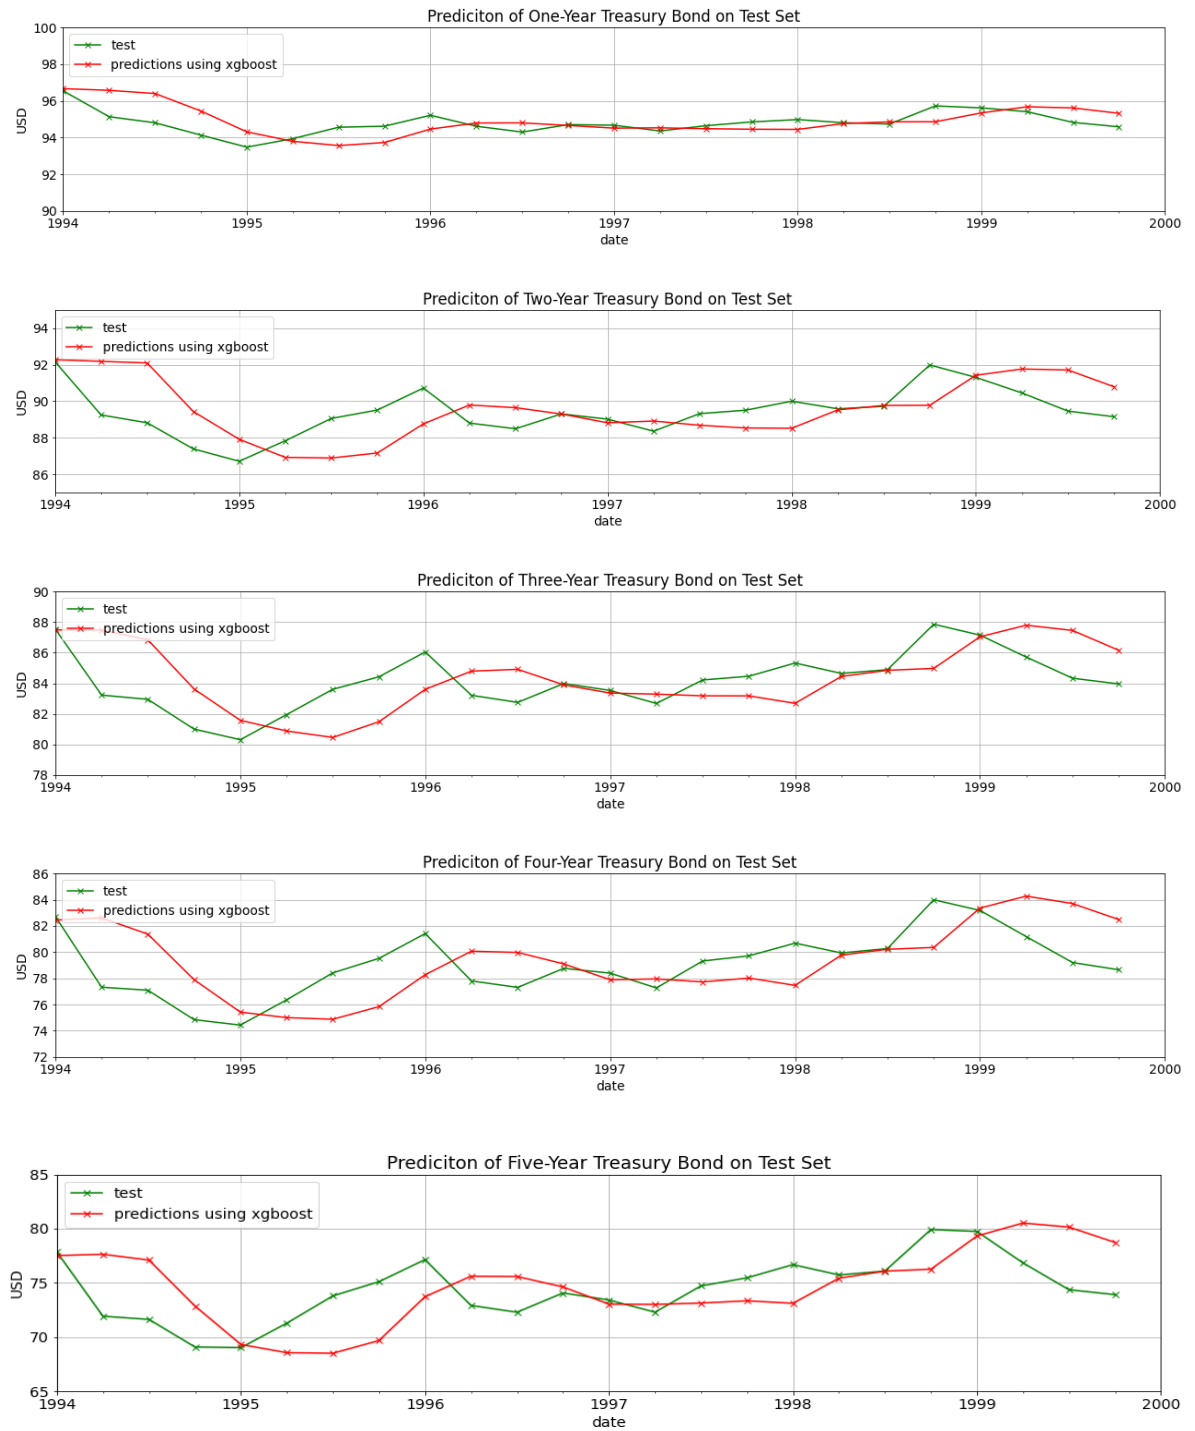 Prediciton of One-Year Treasury Bond on Test Set
100
98
96
94
92
90
USD
test
predictions using xgboost
1994 1995 1996 1997 1998 1999 2000
date
Prediciton of Two-Year Treasury Bond on Test Set
94
92
90
88
86
USD
test
predictions using xgboost
1994 1995 1996 1997 1998 1999 2000
date
Prediciton of Three-Year Treasury Bond on Test Set
90
88
86
84
82
80
78
USD
test
predictions using xgboost
1994 1995 1996 1997 1998 1999 2000
date
Prediciton of Four-Year Treasury Bond on Test Set
86
84
82
80
78
76
74
72
USD
test
predictions using xgboost
1994 1995 1996 1997 1998 1999 2000
date
Prediciton of Five-Year Treasury Bond on Test Set
85
80
75
70
65
USD
test
predictions using xgboost
1994 1995 1996 1997 1998 1999 2000
date